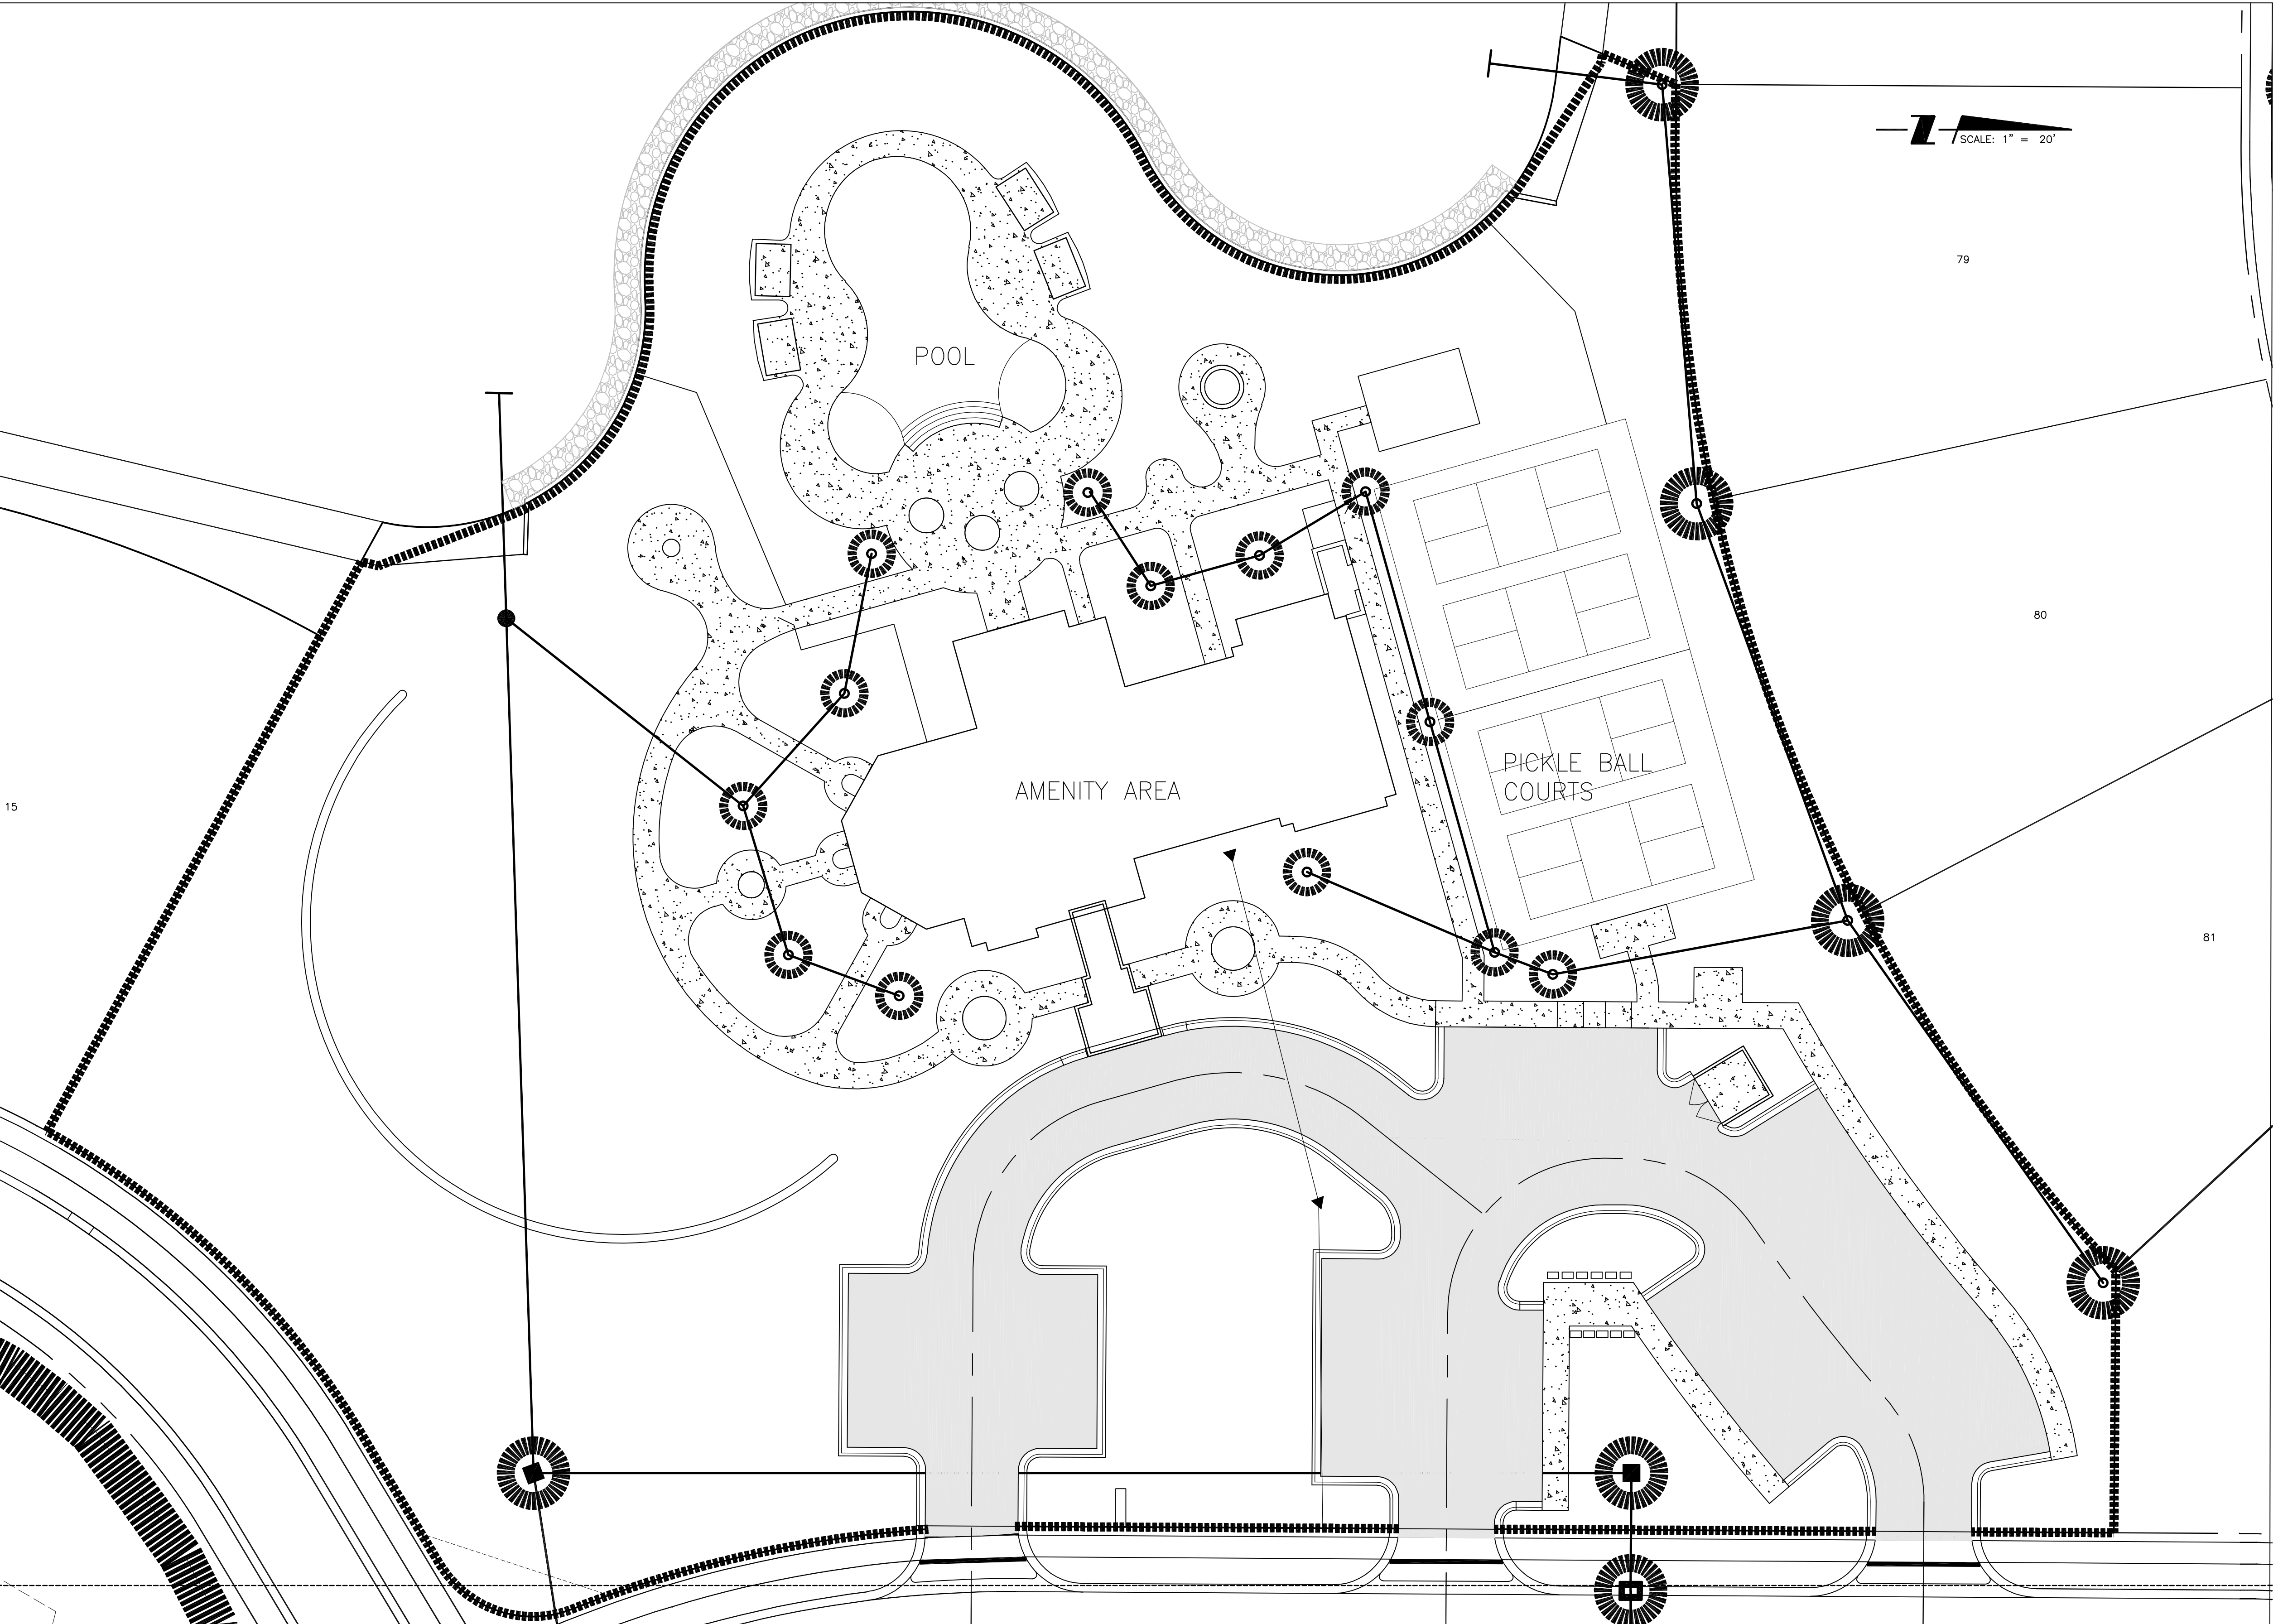 SCALE: 1" = 20'
79
POOL
80
PICKLE BALL
COURTS
AMENITY AREA
15
81